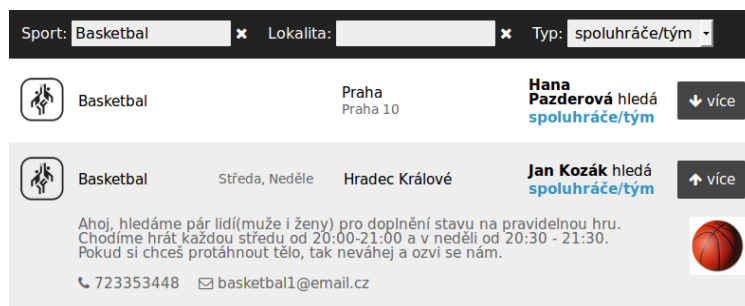 Sport: Basketbal × Lokalita: × Typ: spoluhráče/tým
Basketbal
Praha
Praha 10
Hana
Pazderová hledá
spoluhráče/tým
více
Basketbal
Středa, Neděle
Hradec Králové
Jan Kozák hledá
spoluhráče/tým
více
Ahoj, hledáme pár lidí(muže i ženy) pro doplnění stavu na pravidelnou hru.
Chodíme hrát každou středu od 20:00-21:00 a v neděli od 20:30 - 21:30.
Pokud si chceš protáhnout tělo, tak neváhej a ozvi se nám.
723353448 basketbal1@email.cz